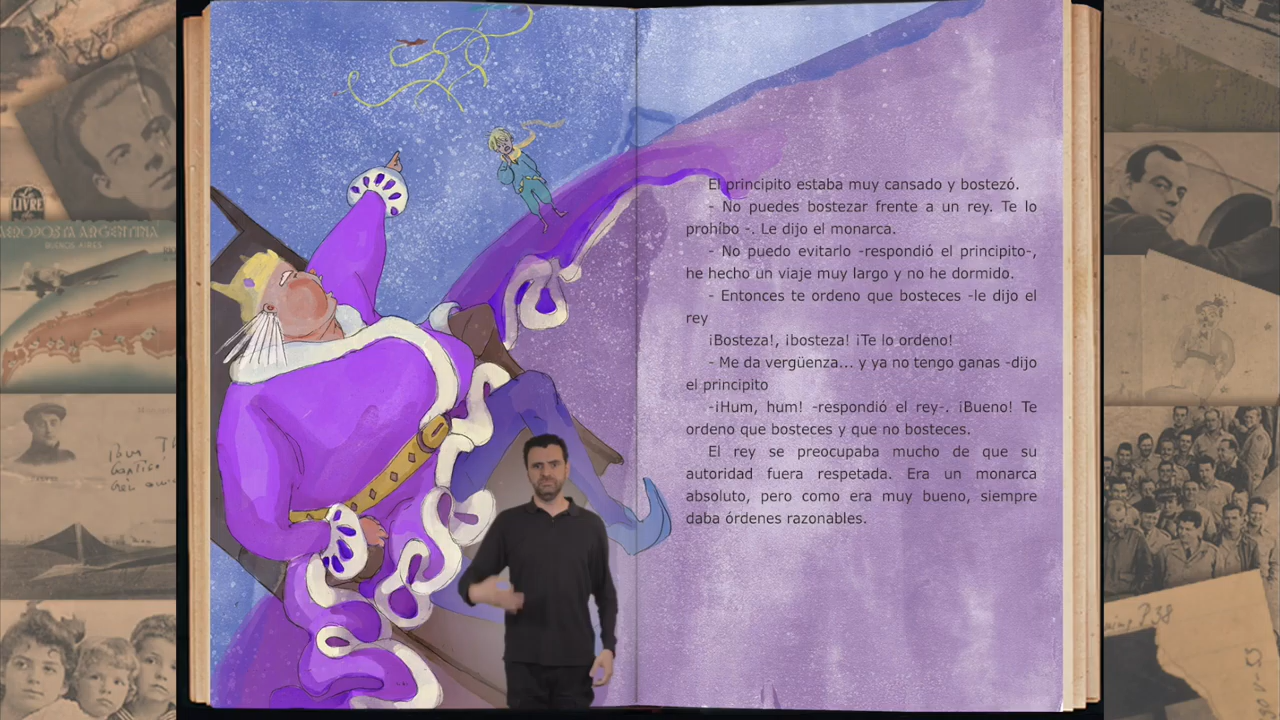 El principito estaba muy cansado y bostezó.
- No puedes bostezar frente a un rey. Te lo
prohíbo -. Le dijo el monarca.
- No puedo evitarlo -respondió el principito-,
he hecho un viaje muy largo y no he dormido.
- Entonces te ordeno que bosteces -le dijo el
rey
¡Bosteza!, ¡bosteza! ¡Te lo ordeno!
- Me da vergüenza... y ya no tengo ganas -dijo
el principito
-¡Hum, hum! -respondió el rey-. ¡Bueno! Te
ordeno que bosteces y que no bosteces.
El rey se preocupaba mucho de que su
autoridad fuera respetada. Era un monarca
absoluto, pero como era muy bueno, siempre
daba órdenes razonables.
LIVRE
AEROPOSTA ARGENTINA
BUENOS AIRES
P38